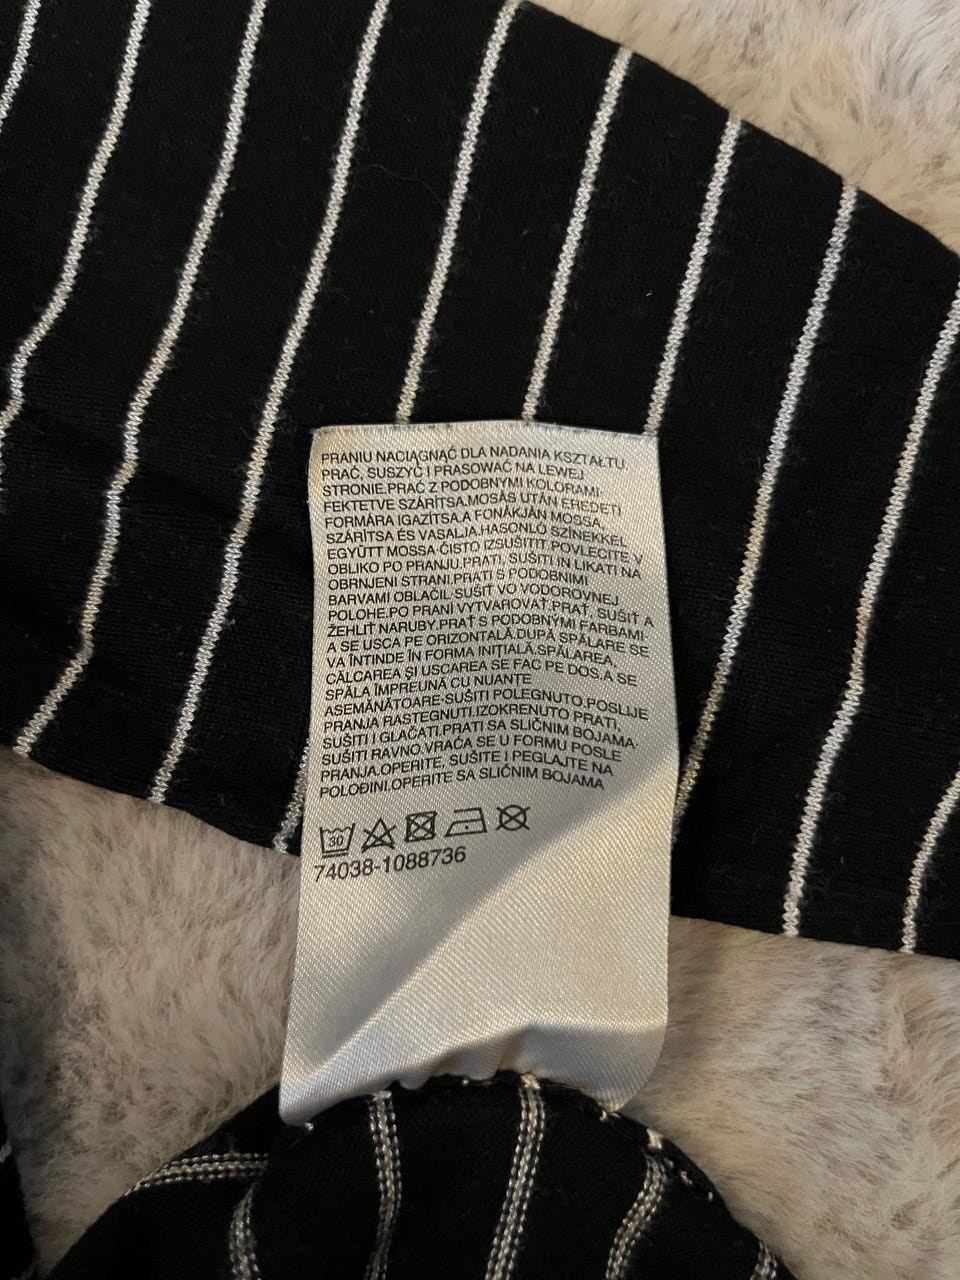 PRANIU NACIĄGNĄĆ DLA NADANIA KSZTAŁTU.
PRAĆ, SUSZYĆ I PRASOWAĆ NA LEWEJ
STRONIE.PRAĆ Z PODOBNYMI KOLORAMI·
FEKTETVE SZÁRÍTSA.MOSÁS UTÁN EREDETI
FORMÁRA IGAZÍTSA.A FONÁKJÁN MOSSA,
SZÁRÍTSA ÉS VASALJA.HASONLÓ SZÍNEKKEL
EGYÜTT MOSSA·ČISTO IZSUŠITIT.POVLECITE V
OBLIKO PO PRANJU.PRATI, SUŠITI IN LIKATI NA
OBRNJENI STRANI.PRATI S PODOBNIMI
BARVAMI OBLAČIL·SUŠIT VO VODOROVNEJ
POLOHE.PO PRANÍ VYTVAROVAŤ.PRAŤ, SUŠIŤ A
ŽEHLIŤ NARUBY.PRAŤ S PODOBNÝMI FARBAMI·
A SE USCA PE ORIZONTALĂ.DUPĂ SPĂLARE SE
VA ÎNTINDE ÎN FORMA INIȚIALĂ.SPĂLAREA,
CĂLCAREA ȘI USCAREA SE FAC PE DOS.A SE
SPĂLA ÎMPREUNĂ CU NUANȚE
ASEMĂNĂTOARE·SUŠITI POLEGNUTO.POSLIJE
PRANJA RASTEGNUTI.IZOKRENUTO PRATI,
SUŠITI I GLAČATI.PRATI SA SLIČNIM BOJAMA·
SUŠITI RAVNO.VRAĆA SE U FORMU POSLE
PRANJA.OPERITE, SUŠITE I PEGLAJTE NA
POLOĐINI.OPERITE SA SLIČNIM BOJAMA
30
74038-1088736